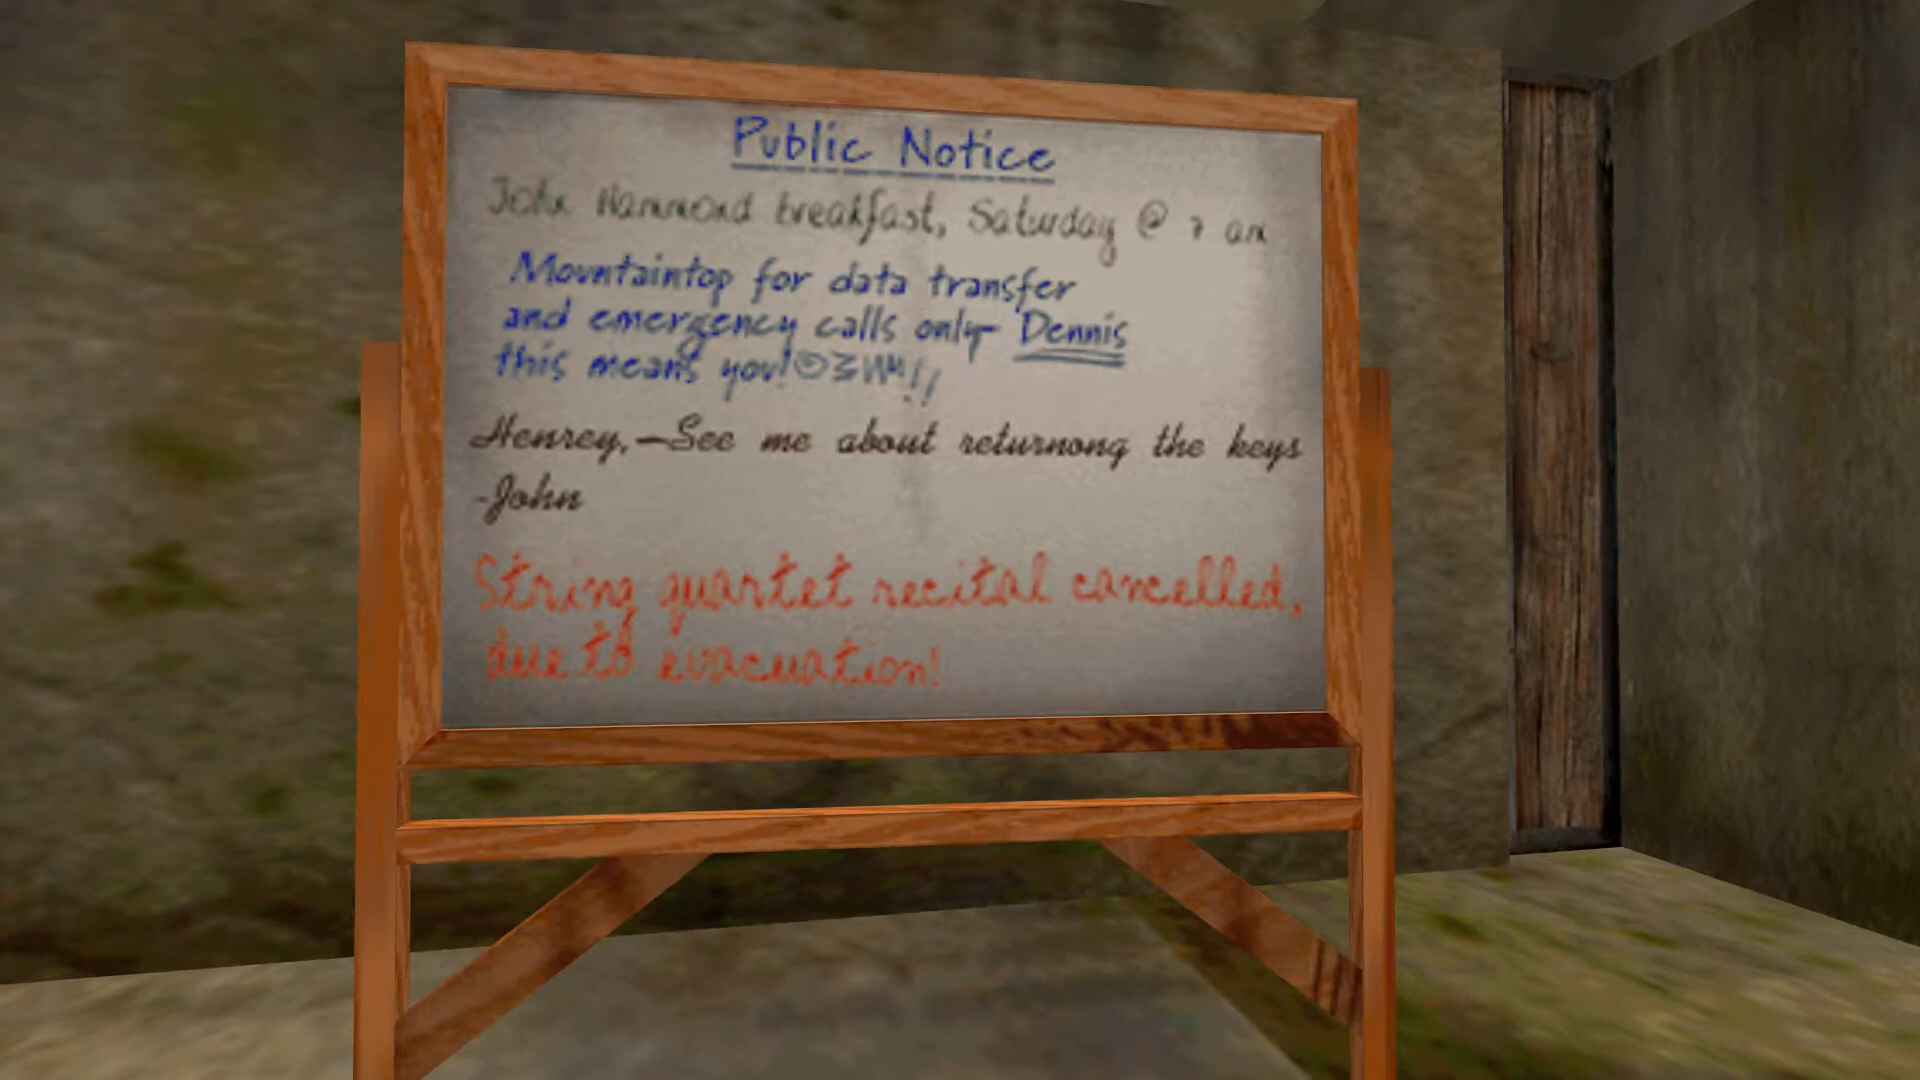 Public Notice
John Hammond breakfast, Saturday @ 7 am
Mountaintop for data transfer
and emergency calls only- Dennis
this means you!
Henrey,-See me about returnong the keys
-John
String quartet recital cancelled,
due to evacuation!